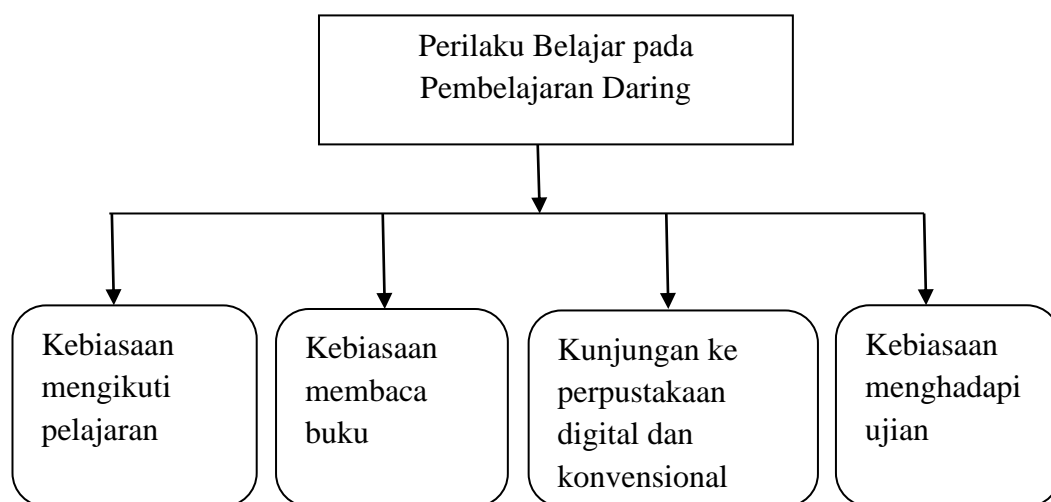 Perilaku Belajar pada
Pembelajaran Daring
Kebiasaan
mengikuti
pelajaran
Kebiasaan
membaca
buku
Kunjungan ke
perpustakaan
digital dan
konvensional
Kebiasaan
menghadapi
ujian